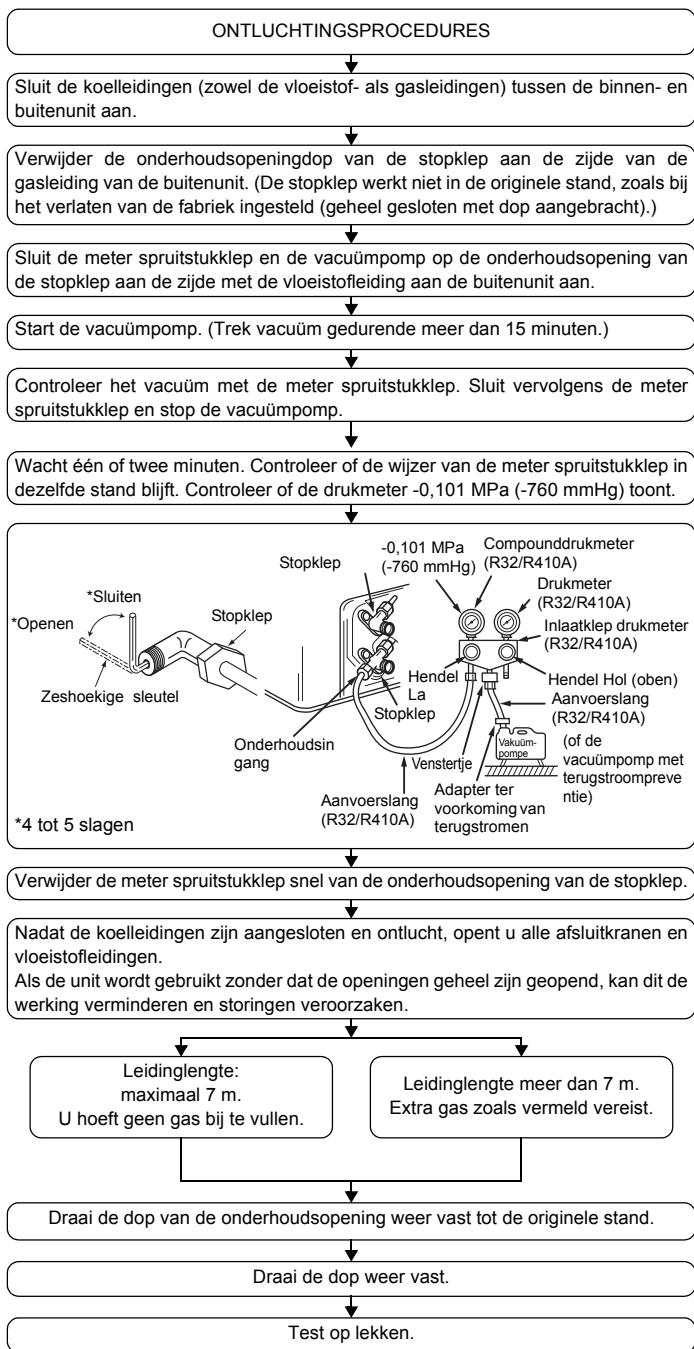 ONTLUCHTINGSPROCEDURES
Sluit de koelleidingen (zowel de vloeistof- als gasleidingen) tussen de binnen- en
buitenunit aan.
Verwijder de onderhoudsopeningdop van de stopklep aan de zijde van de
gasleiding van de buitenunit. (De stopklep werkt niet in de originele stand, zoals bij
het verlaten van de fabriek ingesteld (geheel gesloten met dop aangebracht).)
Sluit de meter spruitstukklep en de vacuümpomp op de onderhoudsopening van
de stopklep aan de zijde met de vloeistofleiding aan de buitenunit aan.
Start de vacuümpomp. (Trek vacuüm gedurende meer dan 15 minuten.)
Controleer het vacuüm met de meter spruitstukklep. Sluit vervolgens de meter
spruitstukklep en stop de vacuümpomp.
Wacht één of twee minuten. Controleer of de wijzer van de meter spruitstukklep in
dezelfde stand blijft. Controleer of de drukmeter -0,101 MPa (-760 mmHg) toont.
*Sluiten
*Openen
Stopklep
Zeshoekige sleutel
*4 tot 5 slagen
Stopklep
-0,101 MPa
(-760 mmHg)
Compounddrukmeter
(R32/R410A)
Drukmeter
(R32/R410A)
Inlaatklep drukmeter
(R32/R410A)
Hendel
La
Hendel Hol (oben)
Stopklep
Onderhoudsin
gang
Aanvoerslang
(R32/R410A)
Venstertje
Aanvoerslang
(R32/R410A)
Vakuüm-
pompe
(of de
vacuümpomp met
terugstroompreve
ntie)
Adapter ter
voorkoming van
terugstromen
Verwijder de meter spruitstukklep snel van de onderhoudsopening van de stopklep.
Nadat de koelleidingen zijn aangesloten en ontlucht, opent u alle afsluitkranen en
vloeistofleidingen.
Als de unit wordt gebruikt zonder dat de openingen geheel zijn geopend, kan dit de
werking verminderen en storingen veroorzaken.
Leidinglengte:
maximaal 7 m.
U hoeft geen gas bij te vullen.
Leidinglengte meer dan 7 m.
Extra gas zoals vermeld vereist.
Draai de dop van de onderhoudsopening weer vast tot de originele stand.
Draai de dop weer vast.
Test op lekken.